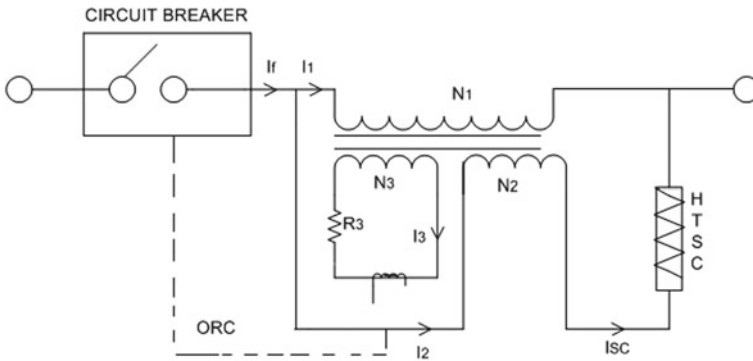 CIRCUIT BREAKER
If
I1
N1
N3
N2
R3
I3
H
T
S
C
ORC
I2
ISC